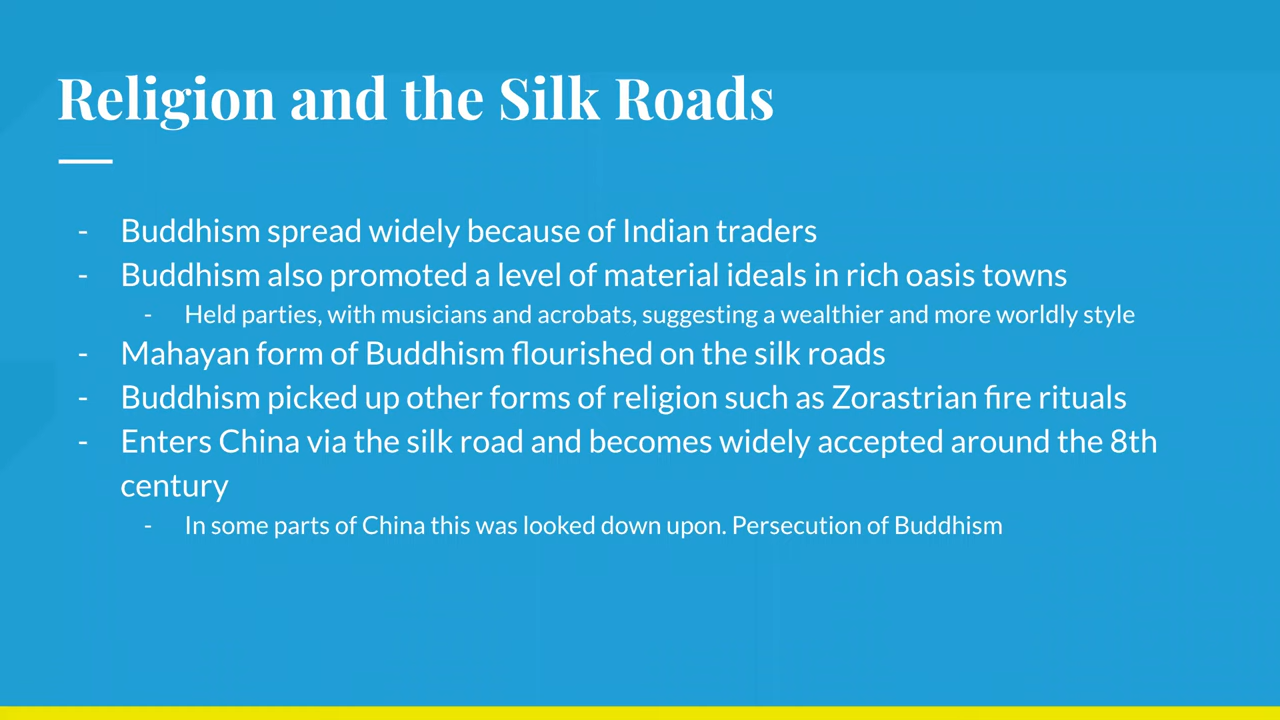 Religion and the Silk Roads
- Buddhism spread widely because of Indian traders
- Buddhism also promoted a level of material ideals in rich oasis towns
- Held parties, with musicians and acrobats, suggesting a wealthier and more worldly style
- Mahayan form of Buddhism flourished on the silk roads
- Buddhism picked up other forms of religion such as Zorastrian fire rituals
- Enters China via the silk road and becomes widely accepted around the 8th
century
- In some parts of China this was looked down upon. Persecution of Buddhism